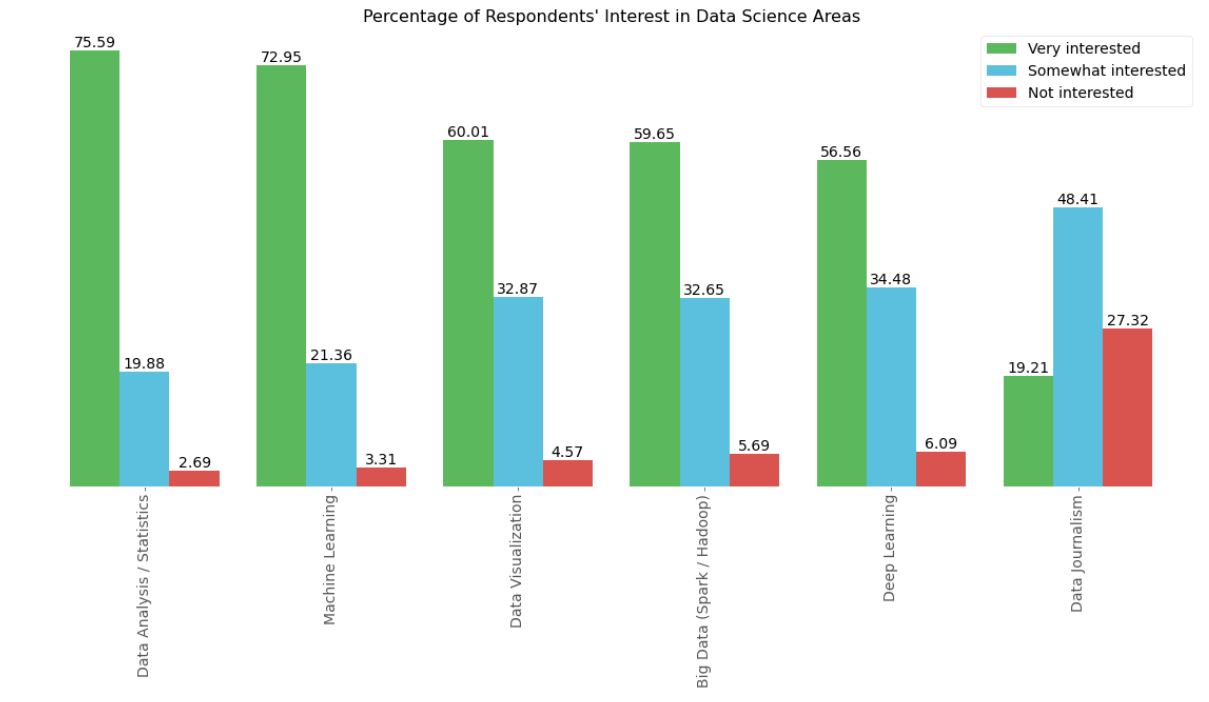 Percentage of Respondents' Interest in Data Science Areas
Very interested
Somewhat interested
Not interested
75.59
19.88
2.69
72.95
21.36
3.31
60.01
32.87
4.57
59.65
32.65
5.69
56.56
34.48
6.09
19.21
48.41
27.32
Data Analysis / Statistics
Machine Learning
Data Visualization
Big Data (Spark / Hadoop)
Deep Learning
Data Journalism